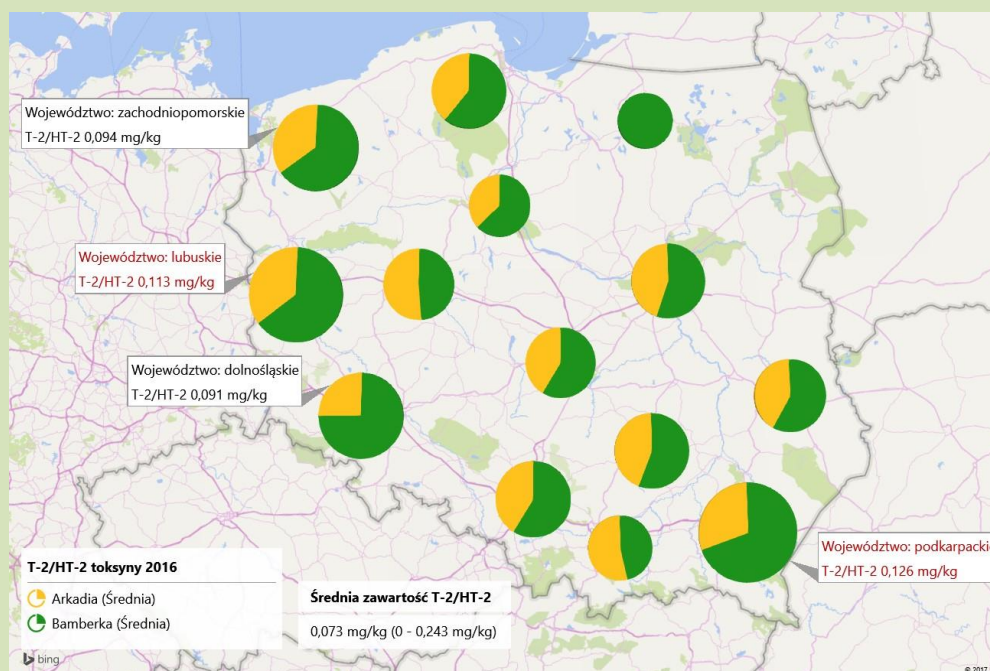 Województwo: zachodniopomorskie
T-2/HT-2 0,094 mg/kg
Województwo: lubuskie
T-2/HT-2 0,113 mg/kg
Województwo: dolnośląskie
T-2/HT-2 0,091 mg/kg
Województwo: podkarpackie
T-2/HT-2 0,126 mg/kg
T-2/HT-2 toksyny 2016
Arkadia (Średnia)
Bamberka (Średnia)
Średnia zawartość T-2/HT-2
0,073 mg/kg (0 - 0,243 mg/kg)
bing
© 2017